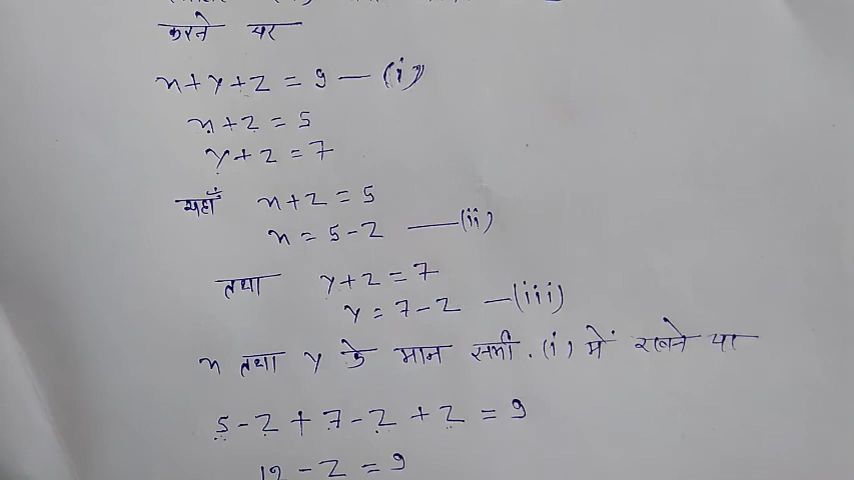 करने पर
x + y + z = 9 — (i)
x + z = 5
y + z = 7
यहाँ x + z = 5
x = 5 - z — (ii)
तथा y + z = 7
y = 7 - z — (iii)
x तथा y के मान समी. (i) में रखने पर
5 - z + 7 - z + z = 9
12 - z = 9